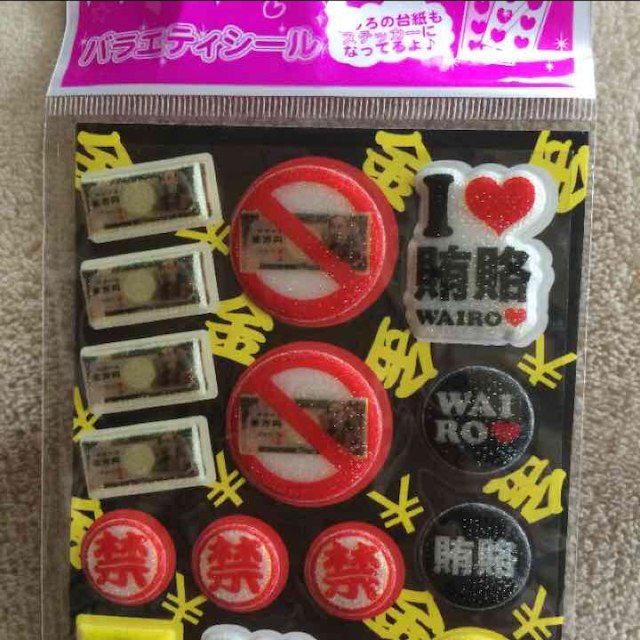 バラエティシール
しろの台紙も
ステッカーに
なってるよ♪
I ♥
賄賂
WAIRO♥
WAI
RO♥
賄賂
禁
禁
禁
金
金
金
金
金
金